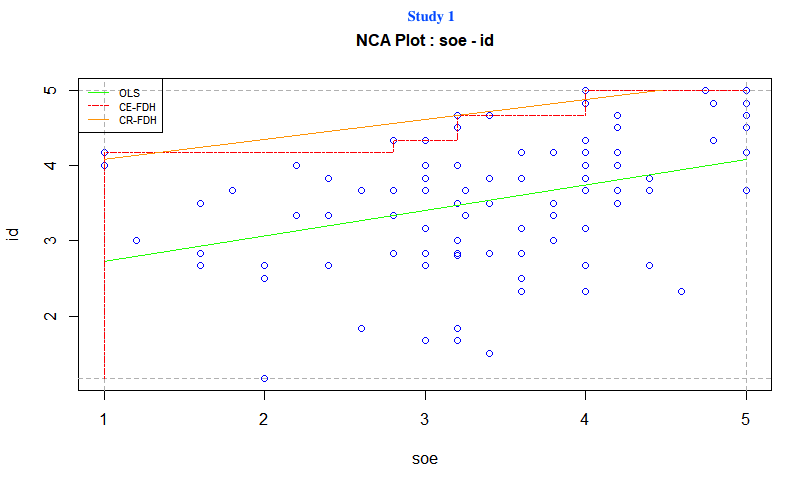 Study 1
NCA Plot : soe - id
OLS
CE-FDH
CR-FDH
5
4
3
2
id
1 2 3 4 5
soe